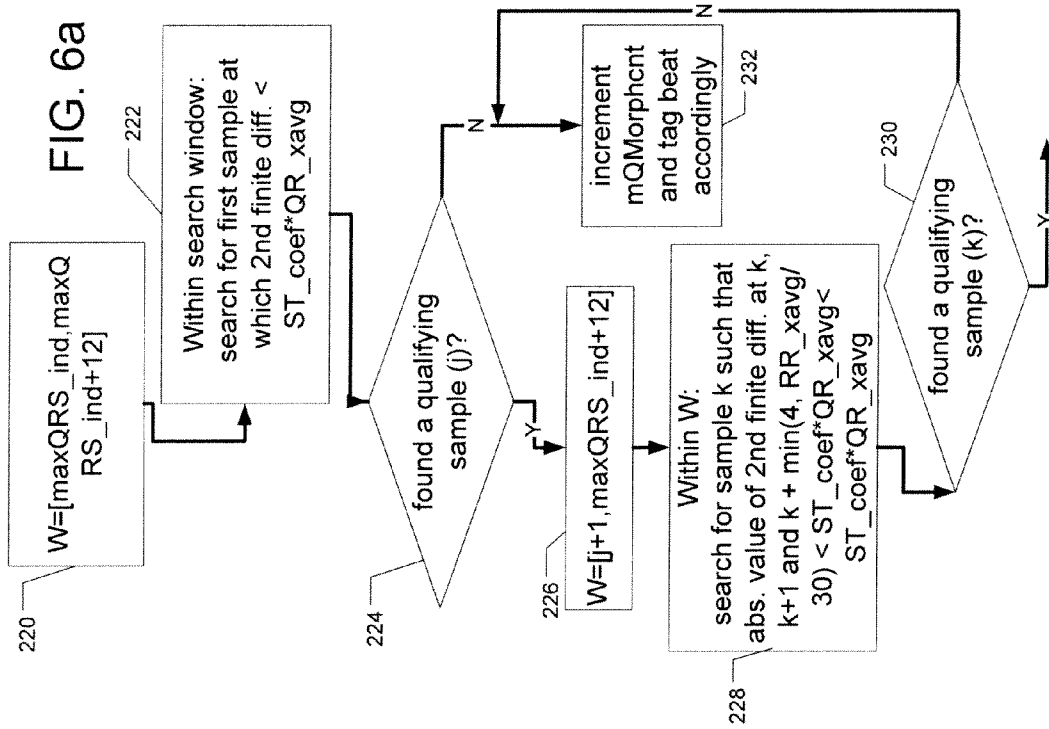 FIG. 6a
220
W=[maxQRS_ind,maxQ
RS_ind+12]
222
Within search window:
search for first sample at
which 2nd finite diff. <
ST_coef*QR_xavg
224
found a qualifying
sample (j)?
N
Y
226
W=[j+1,maxQRS_ind+12]
228
Within W:
search for sample k such that
abs. value of 2nd finite diff. at k,
k+1 and k + min(4, RR_xavg/
30) < ST_coef*QR_xavg<
ST_coef*QR_xavg
230
found a qualifying
sample (k)?
N
Y
increment
mQMorphcnt
and tag beat
accordingly
232